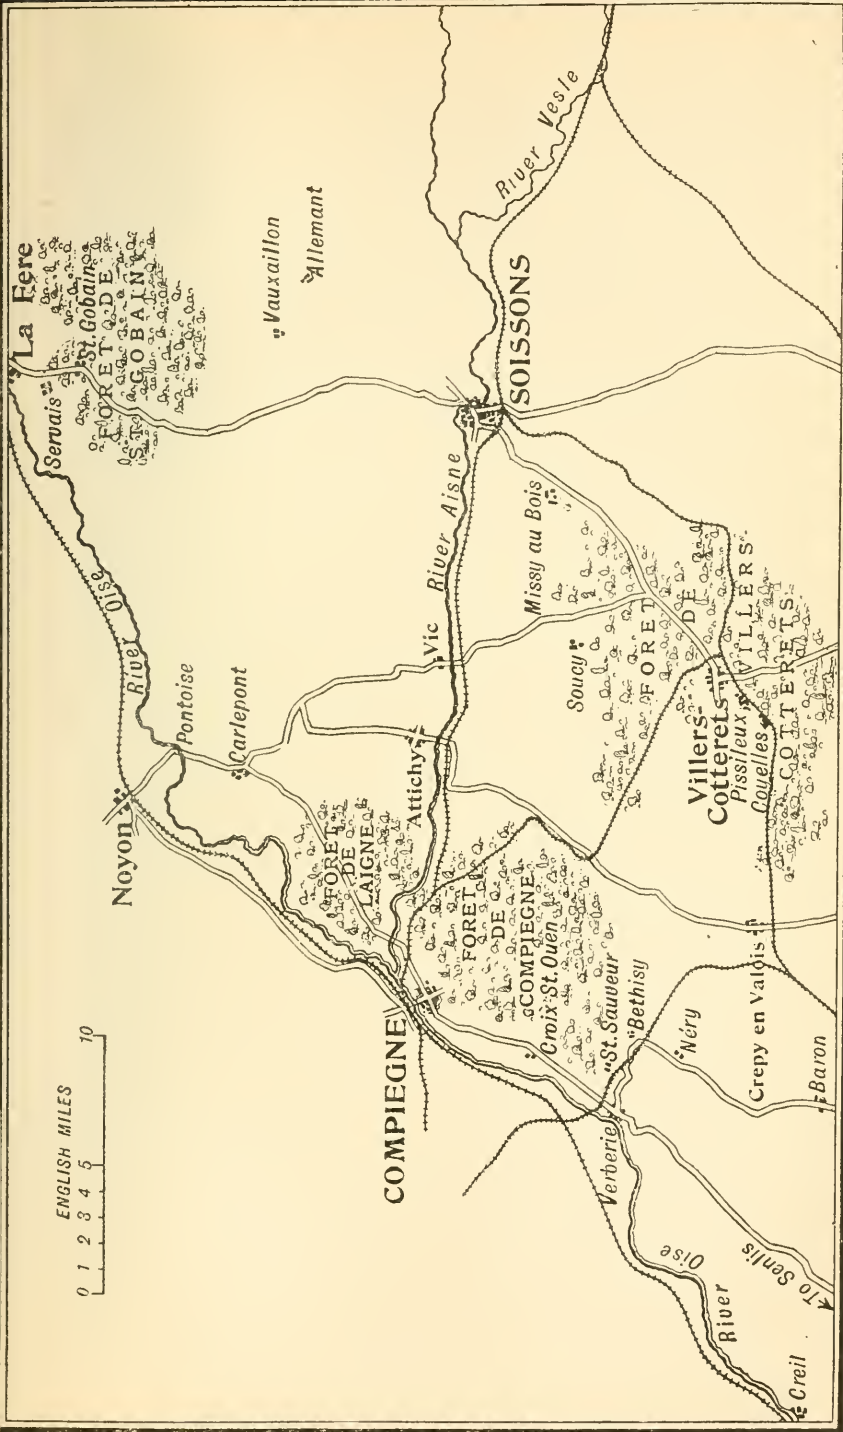 ENGLISH MILES
0 1 2 3 4 5 10
La Fere
Servais
St. Gobain
FORET DE
ST GOBAIN
River Oise
Noyon
Pontoise
Carlepont
Vauxaillon
Allemant
River Vesle
FORET
DE
LAIGNE
Attichy
Vic
River Aisne
SOISSONS
COMPIEGNE
FORET
DE
COMPIEGNE
Croix St. Ouen
St. Sauveur
Bethisy
Missy au Bois
Soucy
FORET
DE
VILLERS-
COTTERETS
Villers-
Cotterets
Pissileux
Coyelles
Verberie
Néry
Crepy en Valois
Baron
River Oise
To Senlis
Creil